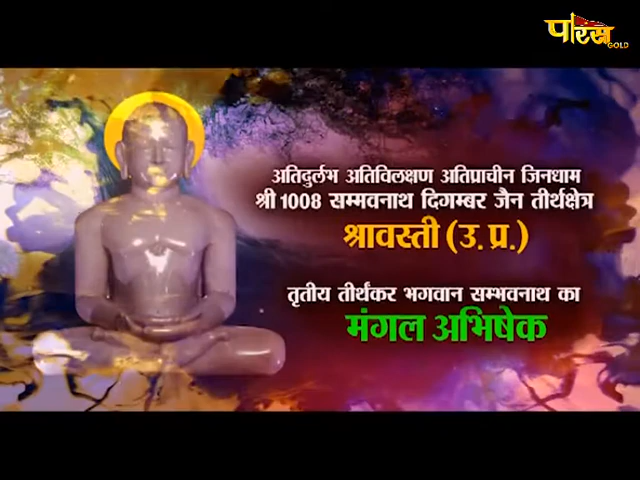 पारस
GOLD
अतिदुर्लभ अतिविलक्षण अतिप्राचीन जिनधाम
श्री 1008 सम्भवनाथ दिगम्बर जैन तीर्थक्षेत्र
श्रावस्ती (उ. प्र.)
तृतीय तीर्थंकर भगवान सम्भवनाथ का
मंगल अभिषेक